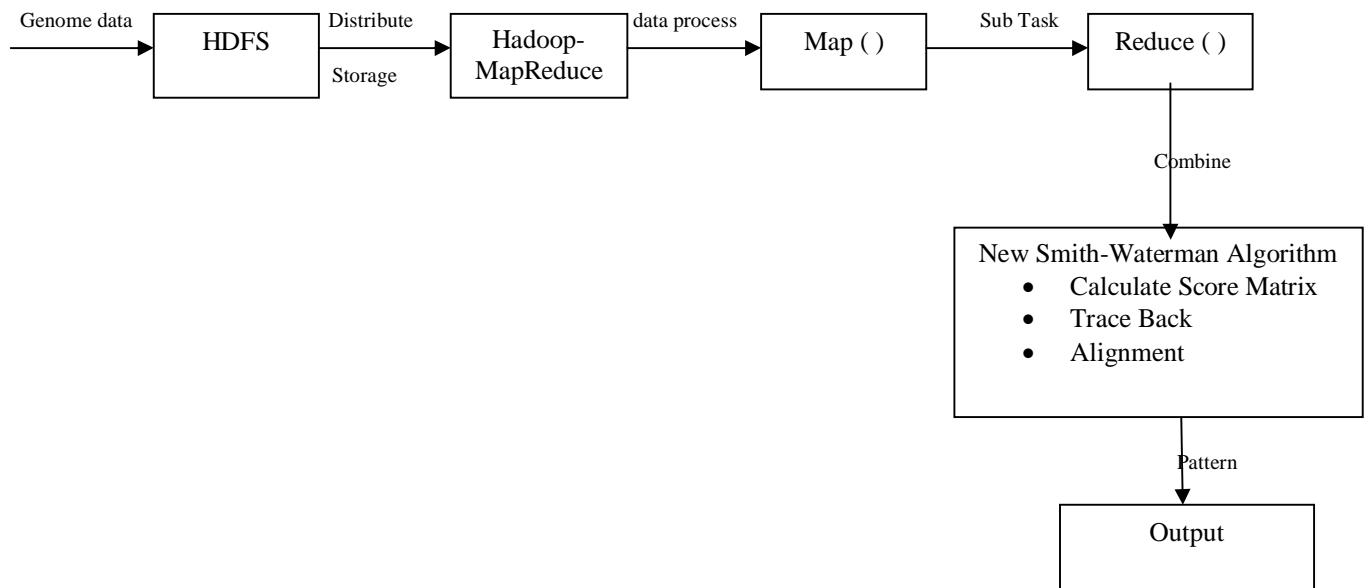 Genome data
HDFS
Distribute
Storage
Hadoop-
MapReduce
data process
Map ( )
Sub Task
Reduce ( )
Combine
New Smith-Waterman Algorithm
• Calculate Score Matrix
• Trace Back
• Alignment
Pattern
Output